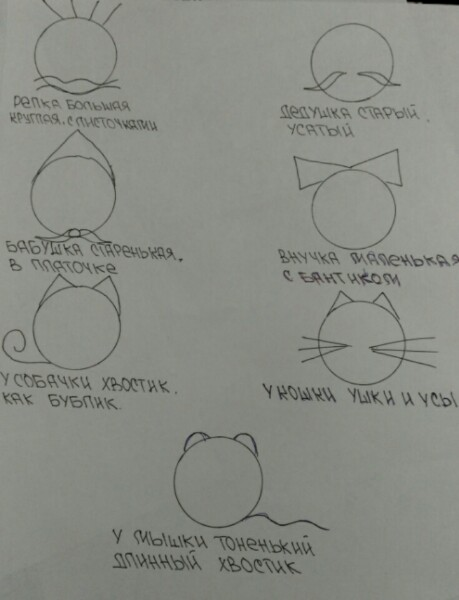 РЕПКА БОЛЬШАЯ
КРУГЛАЯ. С ЛИСТОЧКАМИ
ДЕДУШКА СТАРЫЙ.
УСАТЫЙ
БАБУШКА СТАРЕНЬКАЯ.
В ПЛАТОЧКЕ
ВНУЧКА МАЛЕНЬКАЯ
С БАНТИКОМ
У СОБАЧКИ ХВОСТИК.
КАК БУБЛИК.
У КОШКИ УШКИ И УСЫ
У МЫШКИ ТОНЕНЬКИЙ
ДЛИННЫЙ ХВОСТИК